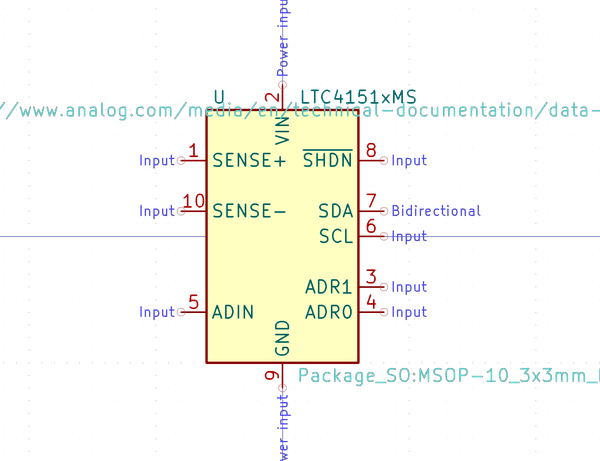 Power input
2
U LTC4151xMS
//www.analog.com/media/en/technical-documentation/data-
VIN
Input 1 SENSE+ SHDN 8 Input
Input 10 SENSE- SDA 7 Bidirectional
SCL 6 Input
ADR1 3 Input
Input 5 ADIN ADR0 4 Input
GND
9
Package_SO:MSOP-10_3x3mm_
wer input